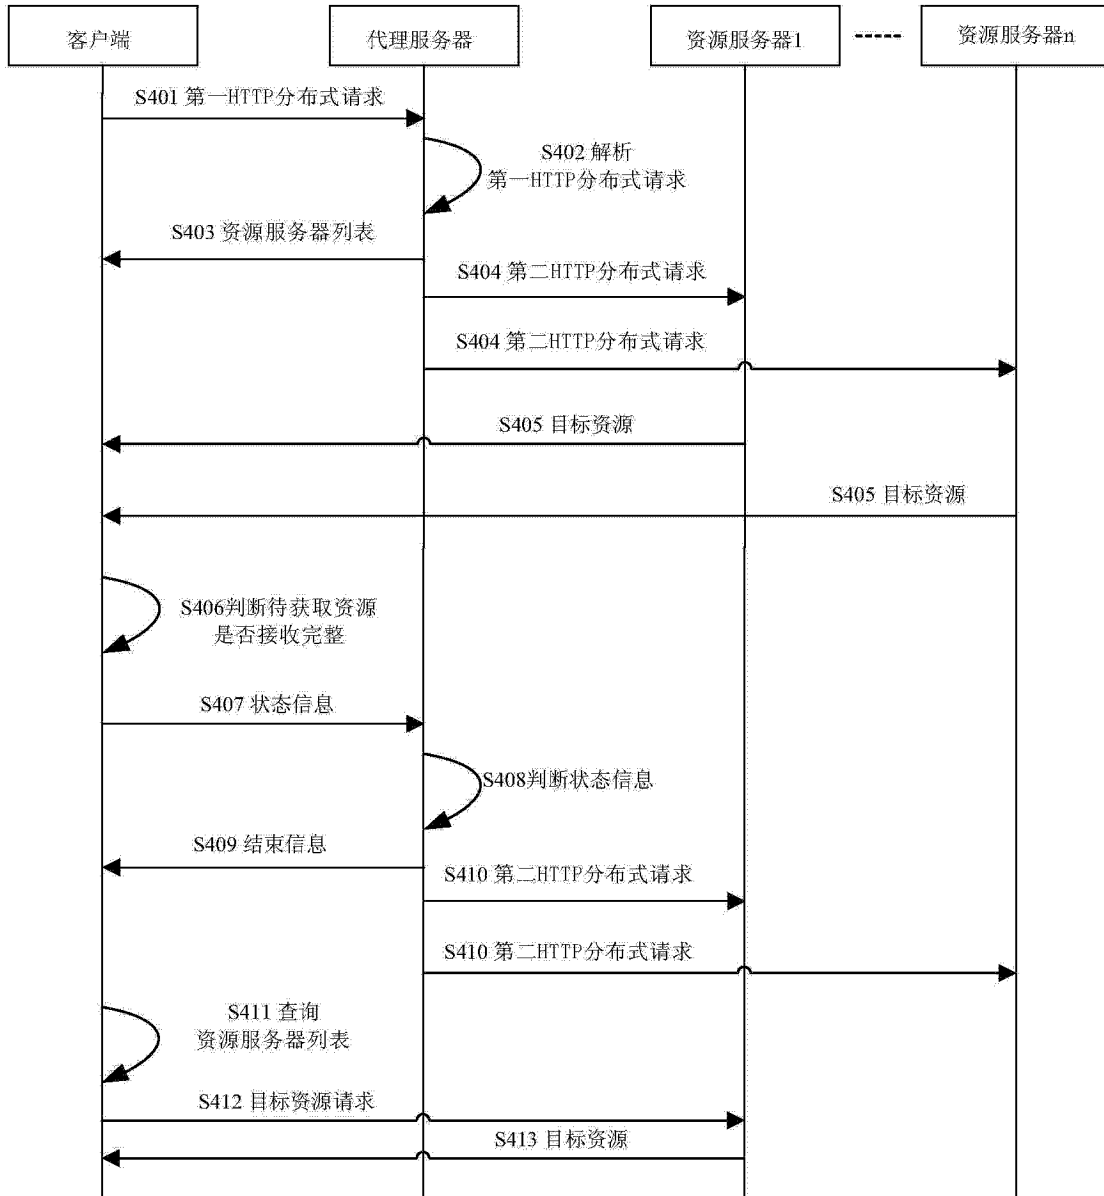 客户端
代理服务器
资源服务器1
资源服务器n
S401 第一HTTP分布式请求
S402 解析
第一HTTP分布式请求
S403 资源服务器列表
S404 第二HTTP分布式请求
S404 第二HTTP分布式请求
S405 目标资源
S405 目标资源
S406判断待获取资源
是否接收完整
S407 状态信息
S408判断状态信息
S409 结束信息
S410 第二HTTP分布式请求
S410 第二HTTP分布式请求
S411 查询
资源服务器列表
S412 目标资源请求
S413 目标资源